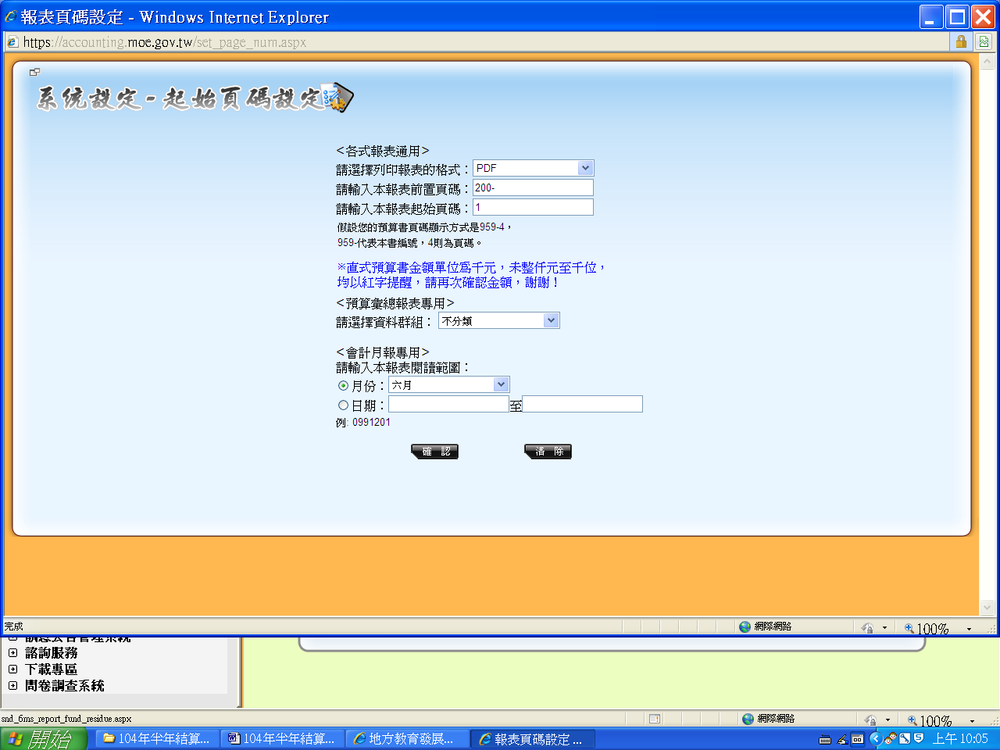 報表頁碼設定 - Windows Internet Explorer
https://accounting.moe.gov.tw/set_page_num.aspx
系統設定-起始頁碼設定
<各式報表通用>
請選擇列印報表的格式： PDF
請輸入本報表前置頁碼： 200-
請輸入本報表起始頁碼： 1
假設您的預算書頁碼顯示方式是959-4，
959-代表本書編號，4則為頁碼。
※直式預算書金額單位為千元，未整仟元至千位，
均以紅字提醒，請再次確認金額，謝謝！
<預算彙總報表專用>
請選擇資料群組： 不分類
<會計月報專用>
請輸入本報表閱讀範圍：
月份： 六月
日期： 至
例: 0991201
確 認 清 除
完成 網際網路 100%
諮詢服務
下載專區
問卷調查系統
snd_6ms_report_fund_residue.aspx 網際網路 100%
開始 104年半年結算... 104年半年結算... 地方教育發展... 報表頁碼設定 ... 上午 10:05